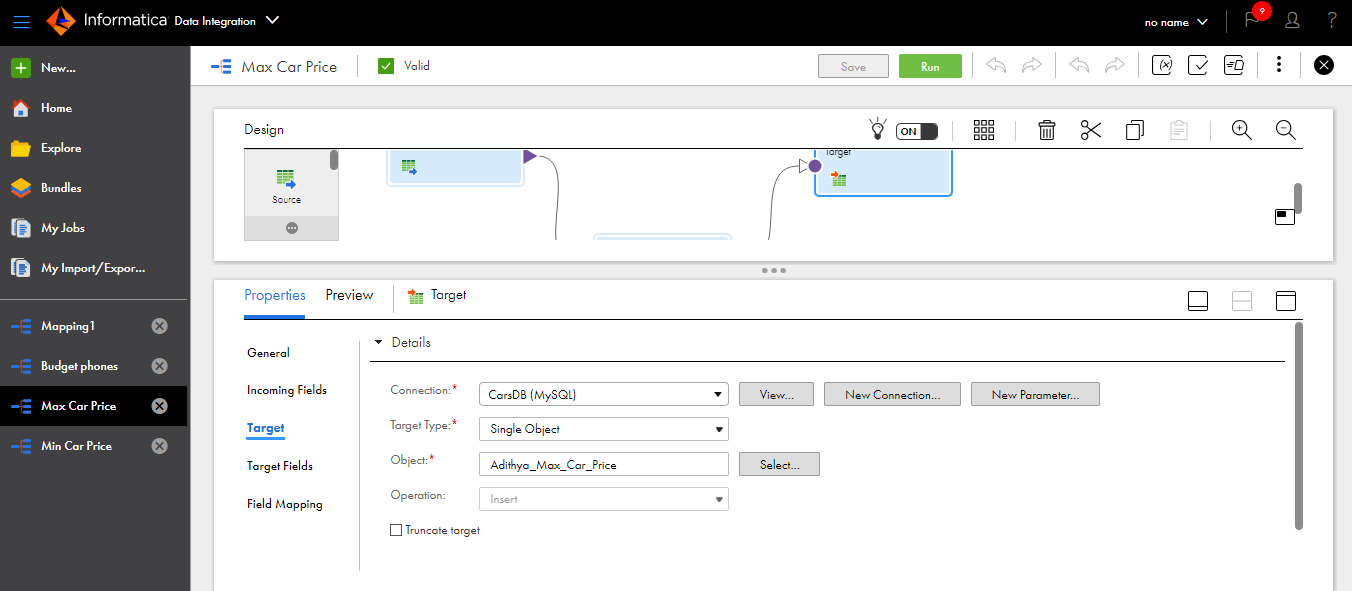 Informatica Data Integration
no name
9
?
New...
Home
Explore
Bundles
My Jobs
My Import/Expor...
Mapping1
Budget phones
Max Car Price
Min Car Price
Max Car Price
Valid
Save
Run
Design
ON
Source
Target
Properties
Preview
Target
General
Incoming Fields
Target
Target Fields
Field Mapping
Details
Connection:*
CarsDB (MySQL)
View...
New Connection...
New Parameter...
Target Type:*
Single Object
Object:*
Adithya_Max_Car_Price
Select...
Operation:
Insert
Truncate target